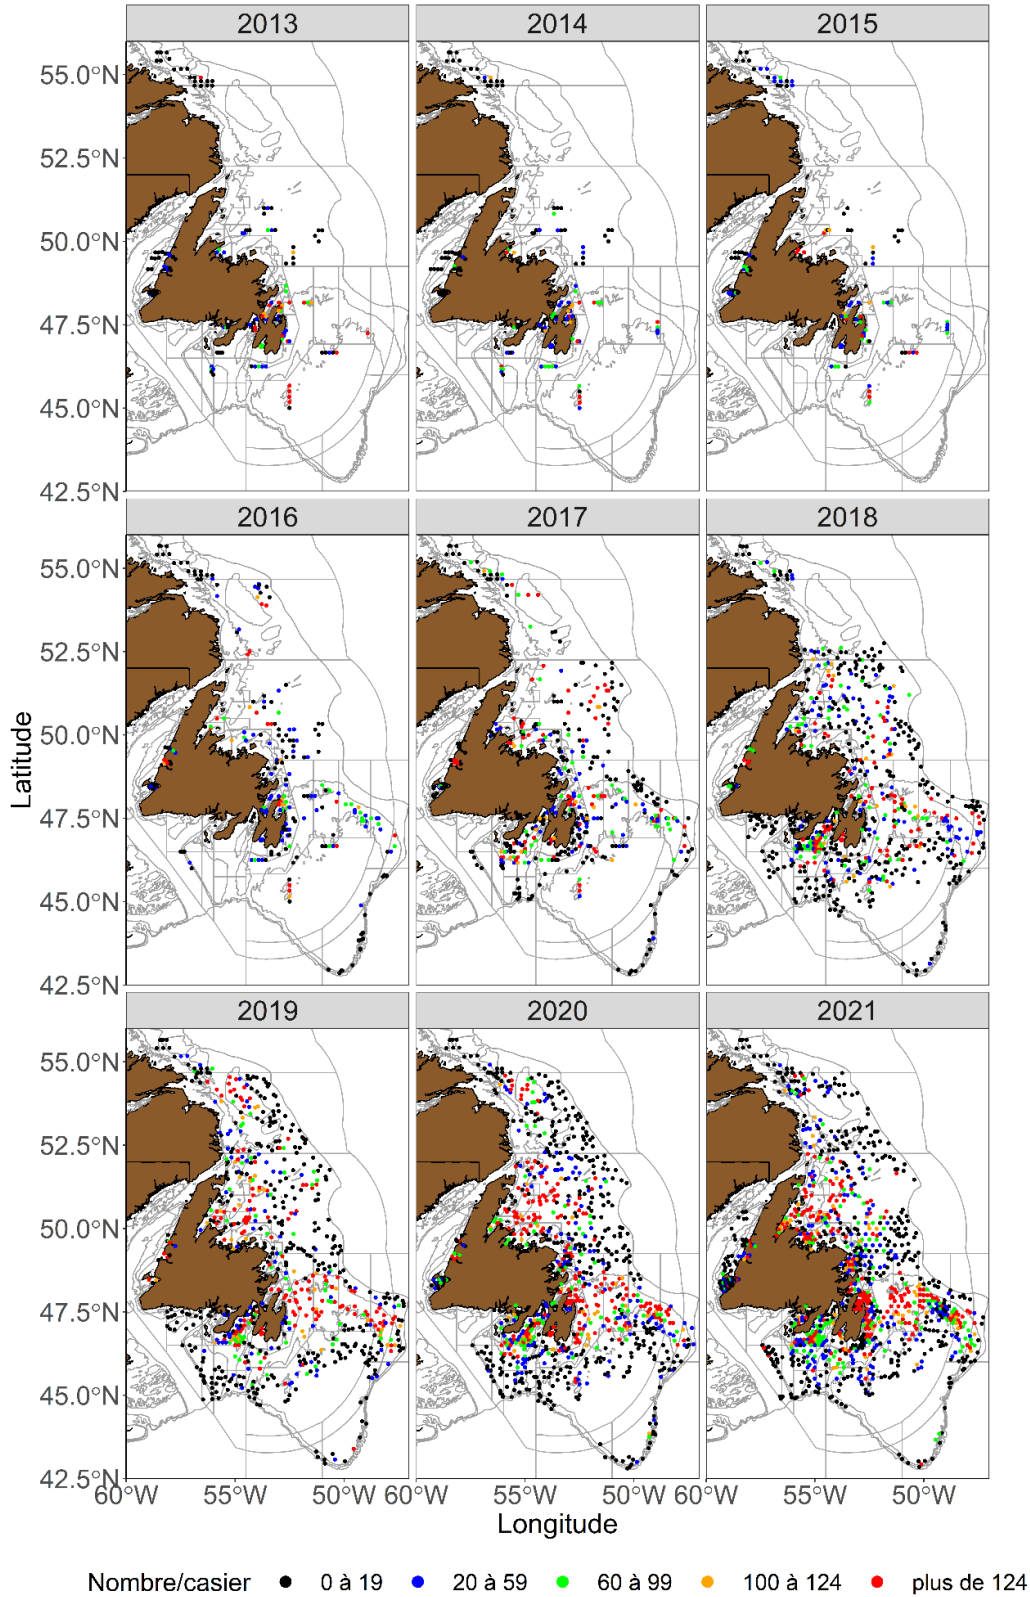 2013 2014 2015
55.0°N
52.5°N
50.0°N
47.5°N
45.0°N
42.5°N
2016 2017 2018
55.0°N
52.5°N
50.0°N
47.5°N
45.0°N
42.5°N
Latitude
2019 2020 2021
55.0°N
52.5°N
50.0°N
47.5°N
45.0°N
42.5°N
60°W 55°W 50°W 60°W 55°W 50°W 60°W 55°W 50°W
Longitude
Nombre/casier 0 à 19 20 à 59 60 à 99 100 à 124 plus de 124